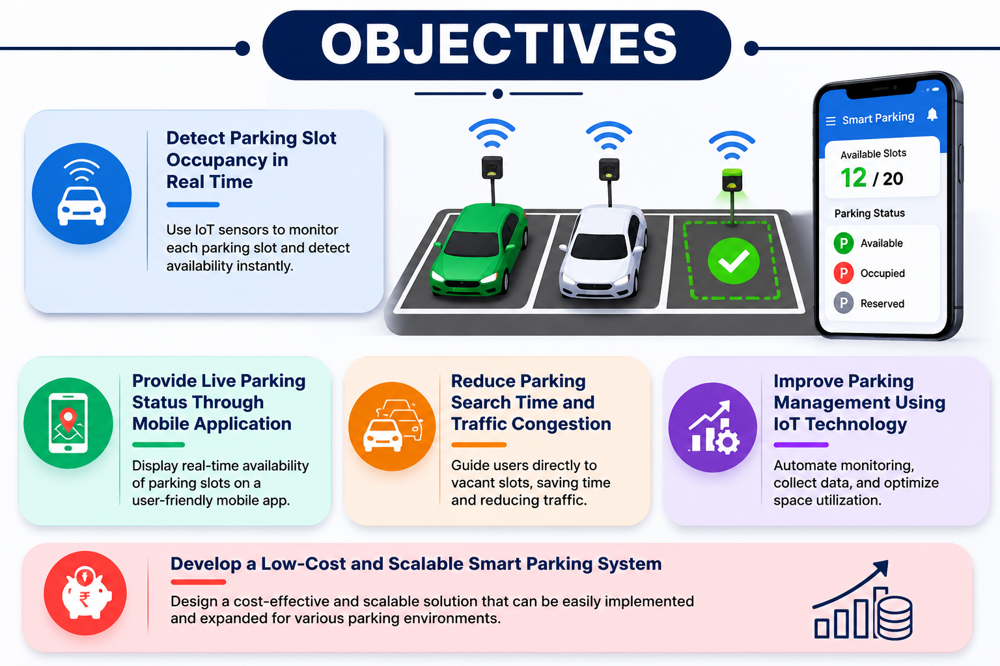 OBJECTIVES
Detect Parking Slot
Occupancy in
Real Time
Use IoT sensors to monitor
each parking slot and detect
availability instantly.
Smart Parking
Available Slots
12 / 20
Parking Status
P Available
P Occupied
P Reserved
Provide Live Parking
Status Through
Mobile Application
Display real-time availability
of parking slots on a
user-friendly mobile app.
Reduce Parking
Search Time and
Traffic Congestion
Guide users directly to
vacant slots, saving time
and reducing traffic.
Improve Parking
Management Using
IoT Technology
Automate monitoring,
collect data, and optimize
space utilization.
₹
Develop a Low-Cost and Scalable Smart Parking System
Design a cost-effective and scalable solution that can be easily implemented
and expanded for various parking environments.